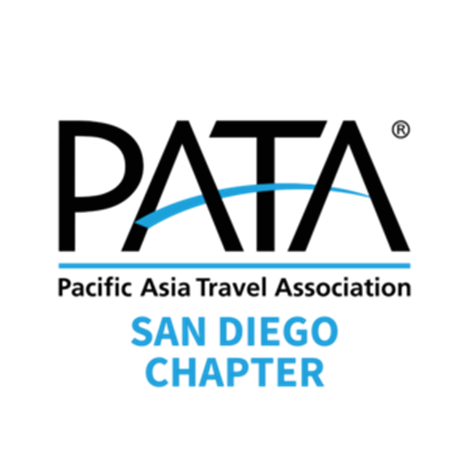 PATA®
Pacific Asia Travel Association
SAN DIEGO
CHAPTER